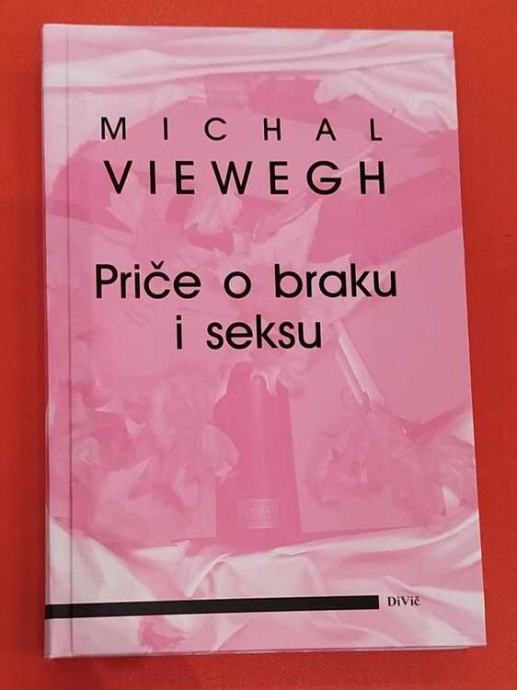 MICHAL
VIEWEGH
Priče o braku
i seksu
DiVič